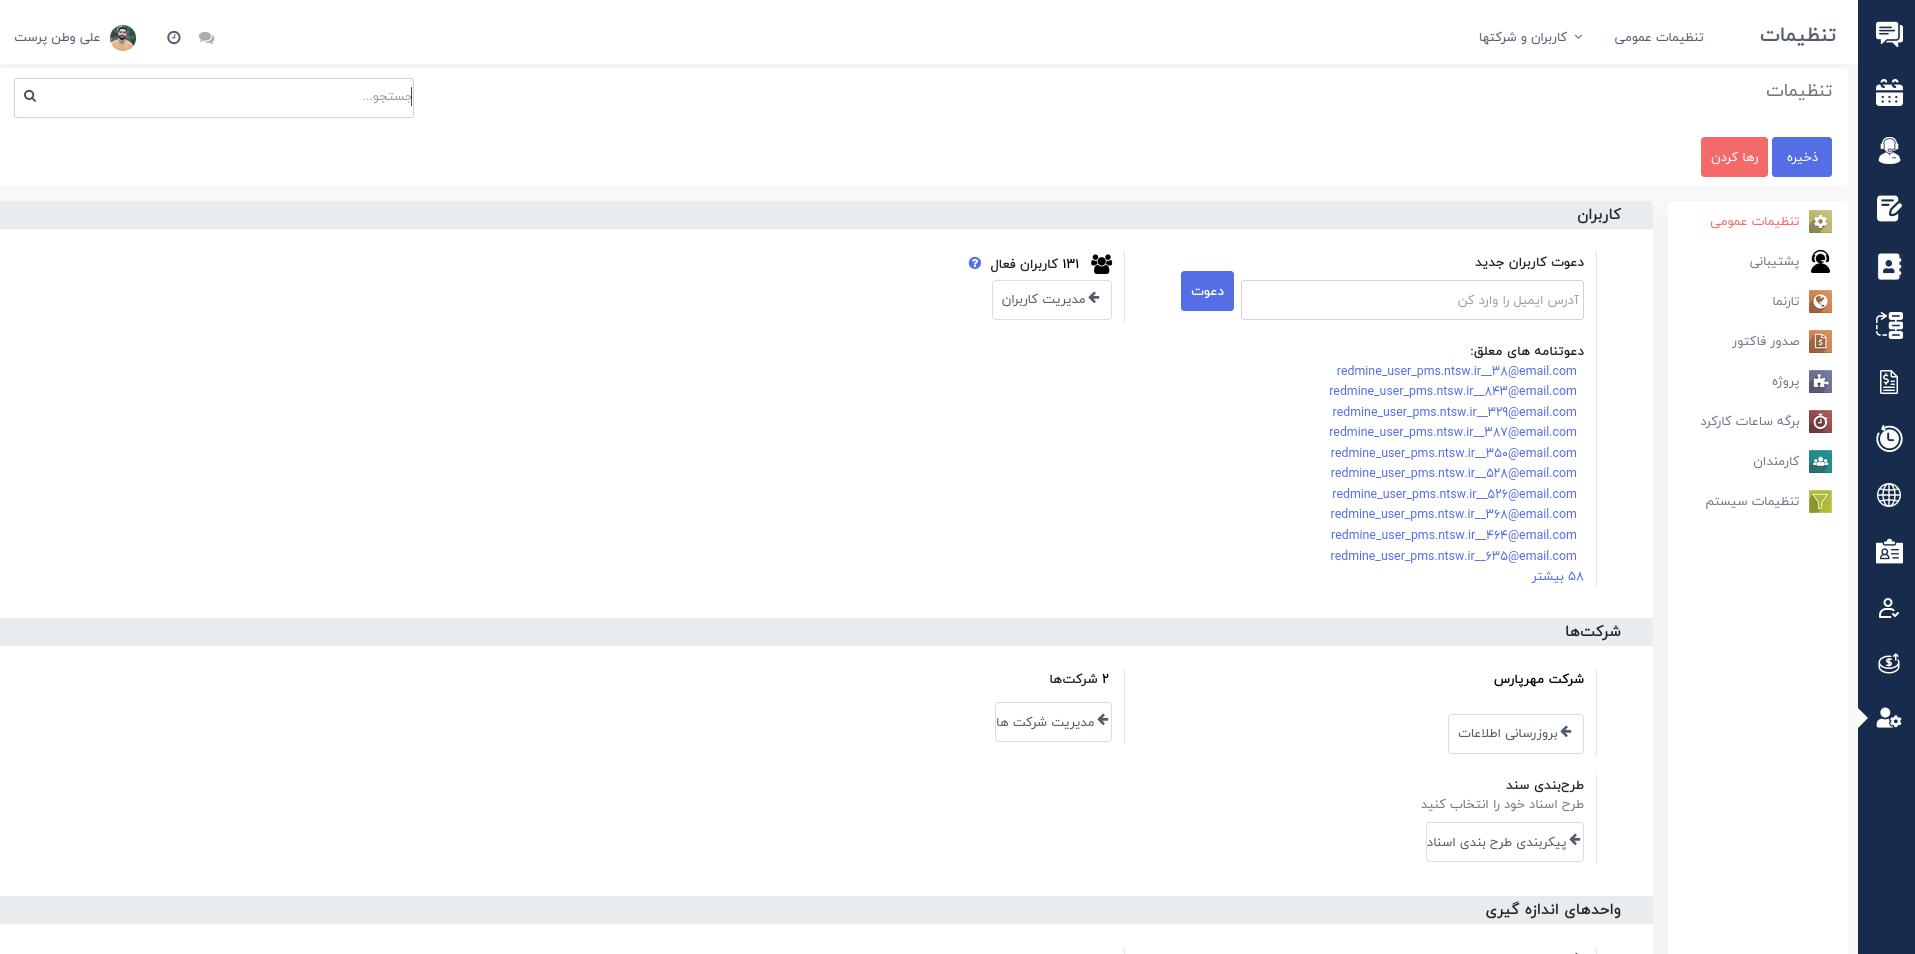 تنظیمات
تنظیمات عمومی
کاربران و شرکتها
علی وطن پرست
تنظیمات
جستجو...
ذخیره
رها کردن
تنظیمات عمومی
پشتیبانی
تارنما
صدور فاکتور
پروژه
برگه ساعات کارکرد
کارمندان
تنظیمات سیستم
کاربران
دعوت کاربران جدید
آدرس ایمیل را وارد کن
دعوت
دعوتنامه های معلق:
redmine_user_pms.ntsw.ir__۳۸@email.com
redmine_user_pms.ntsw.ir__۸۴۳@email.com
redmine_user_pms.ntsw.ir__۳۲۹@email.com
redmine_user_pms.ntsw.ir__۳۸۷@email.com
redmine_user_pms.ntsw.ir__۳۵۰@email.com
redmine_user_pms.ntsw.ir__۵۲۸@email.com
redmine_user_pms.ntsw.ir__۵۲۶@email.com
redmine_user_pms.ntsw.ir__۳۶۸@email.com
redmine_user_pms.ntsw.ir__۴۶۴@email.com
redmine_user_pms.ntsw.ir__۶۳۵@email.com
۵۸ بیشتر
۱۳۱ کاربران فعال
مدیریت کاربران
شرکت‌ها
شرکت مهرپارس
بروزرسانی اطلاعات
۲ شرکت‌ها
مدیریت شرکت ها
طرح‌بندی سند
طرح اسناد خود را انتخاب کنید
پیکربندی طرح بندی اسناد
واحدهای اندازه گیری